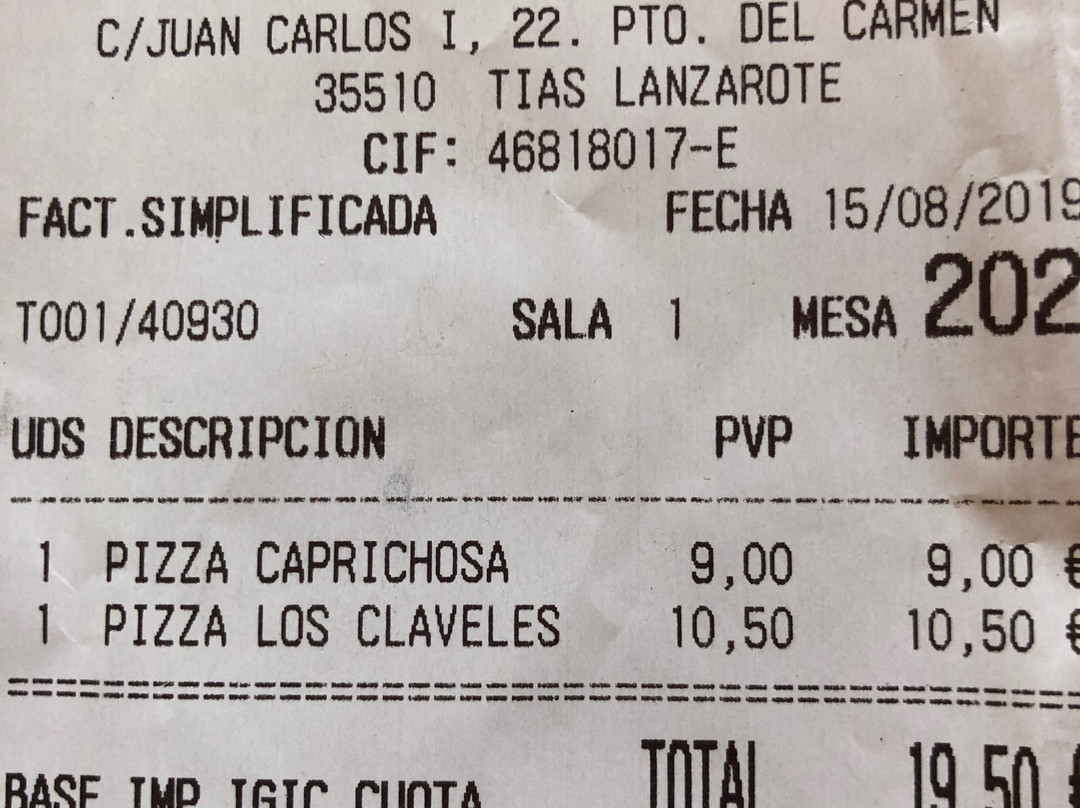 C/JUAN CARLOS I, 22. PTO. DEL CARMEN
35510 TIAS LANZAROTE
CIF: 46818017-E
FACT.SIMPLIFICADA FECHA 15/08/2019
T001/40930 SALA 1 MESA 202
UDS DESCRIPCION PVP IMPORTE
1 PIZZA CAPRICHOSA 9,00 9,00 €
1 PIZZA LOS CLAVELES 10,50 10,50 €
TOTAL 19,50 €
BASE IMP IGIC CUOTA